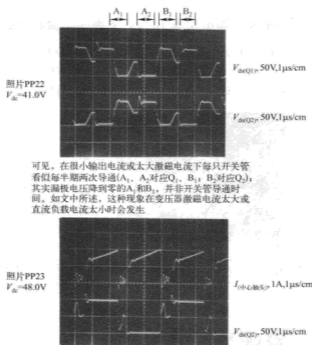 A₁ A₂ B₁ B₂
照片PP22
V_dc=41.0V
V_ds(Q1), 50V,1μs/cm
V_ds(Q2), 50V,1μs/cm
可见，在很小输出电流或太大激磁电流下每只开关管
看似每半周期两次导通(A₁、A₂对应Q₁，B₁；B₂对应Q₂)；
其实漏极电压降到零的A₁和B₁，并非开关管导通时
间。如文中所述，这种现象在变压器激磁电流太大或
直流负载电流太小时会发生
照片PP23
V_dc=48.0V
I_(中心抽头), 1A,1μs/cm
V_ds(Q2), 50V,1μs/cm